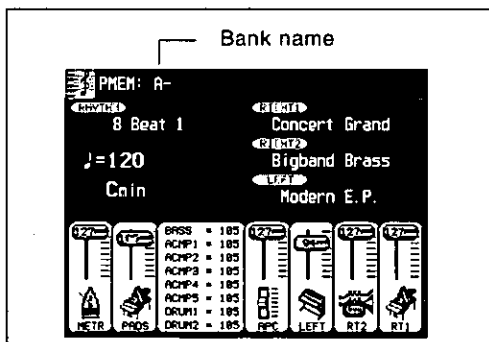 Bank name
PMEM: A-
RHYTHM
8 Beat 1
♩=120
Cmin
RIGHT1
Concert Grand
RIGHT2
Bigband Brass
LEFT
Modern E.P.
127
BASS = 105
ACMP1 = 105
ACMP2 = 105
ACMP3 = 105
ACMP4 = 105
ACMP5 = 105
DRUM1 = 105
DRUM2 = 105
127
94
127
127
METR
PADS
APC
LEFT
RT2
RT1